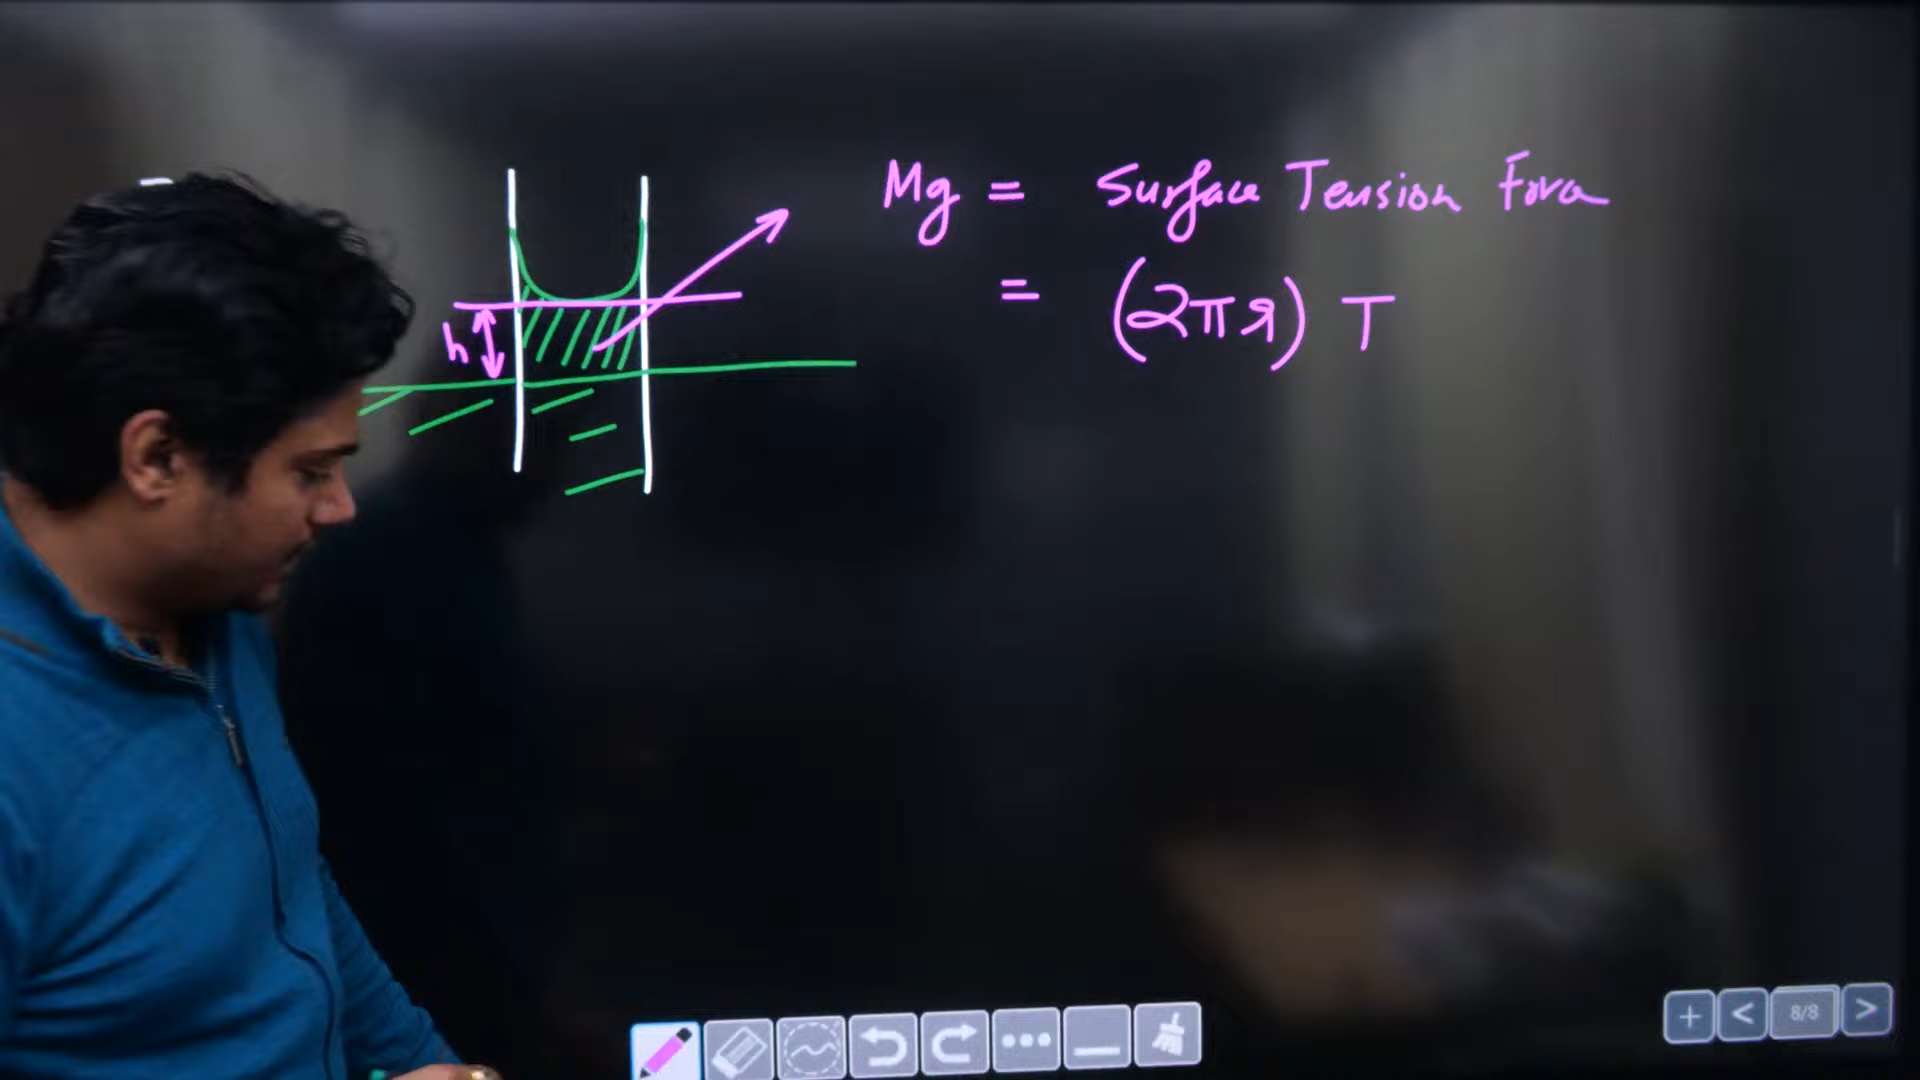 Mg = Surface Tension Force
= (2πr) T
h
8/8